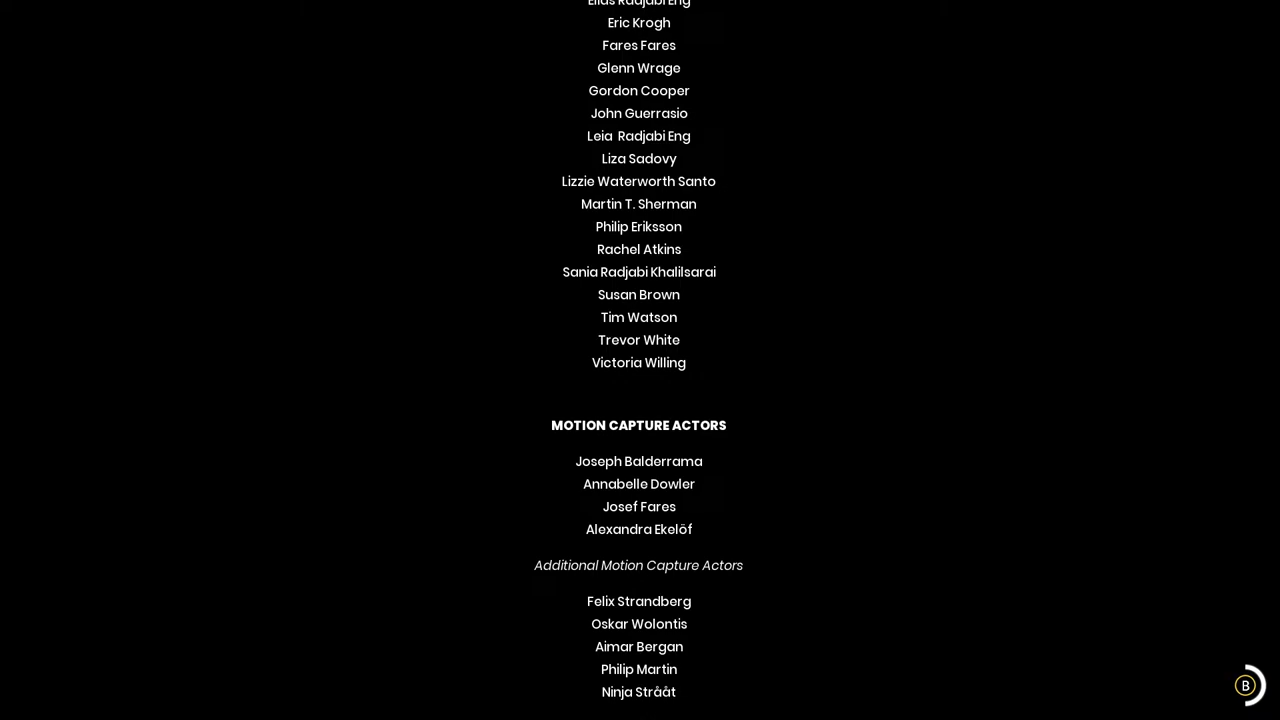 Elias Radjabi Eng
Eric Krogh
Fares Fares
Glenn Wrage
Gordon Cooper
John Guerrasio
Leia  Radjabi Eng
Liza Sadovy
Lizzie Waterworth Santo
Martin T. Sherman
Philip Eriksson
Rachel Atkins
Sania Radjabi Khalilsarai
Susan Brown
Tim Watson
Trevor White
Victoria Willing
MOTION CAPTURE ACTORS
Joseph Balderrama
Annabelle Dowler
Josef Fares
Alexandra Ekelöf
Additional Motion Capture Actors
Felix Strandberg
Oskar Wolontis
Aimar Bergan
Philip Martin
Ninja Strååt
B